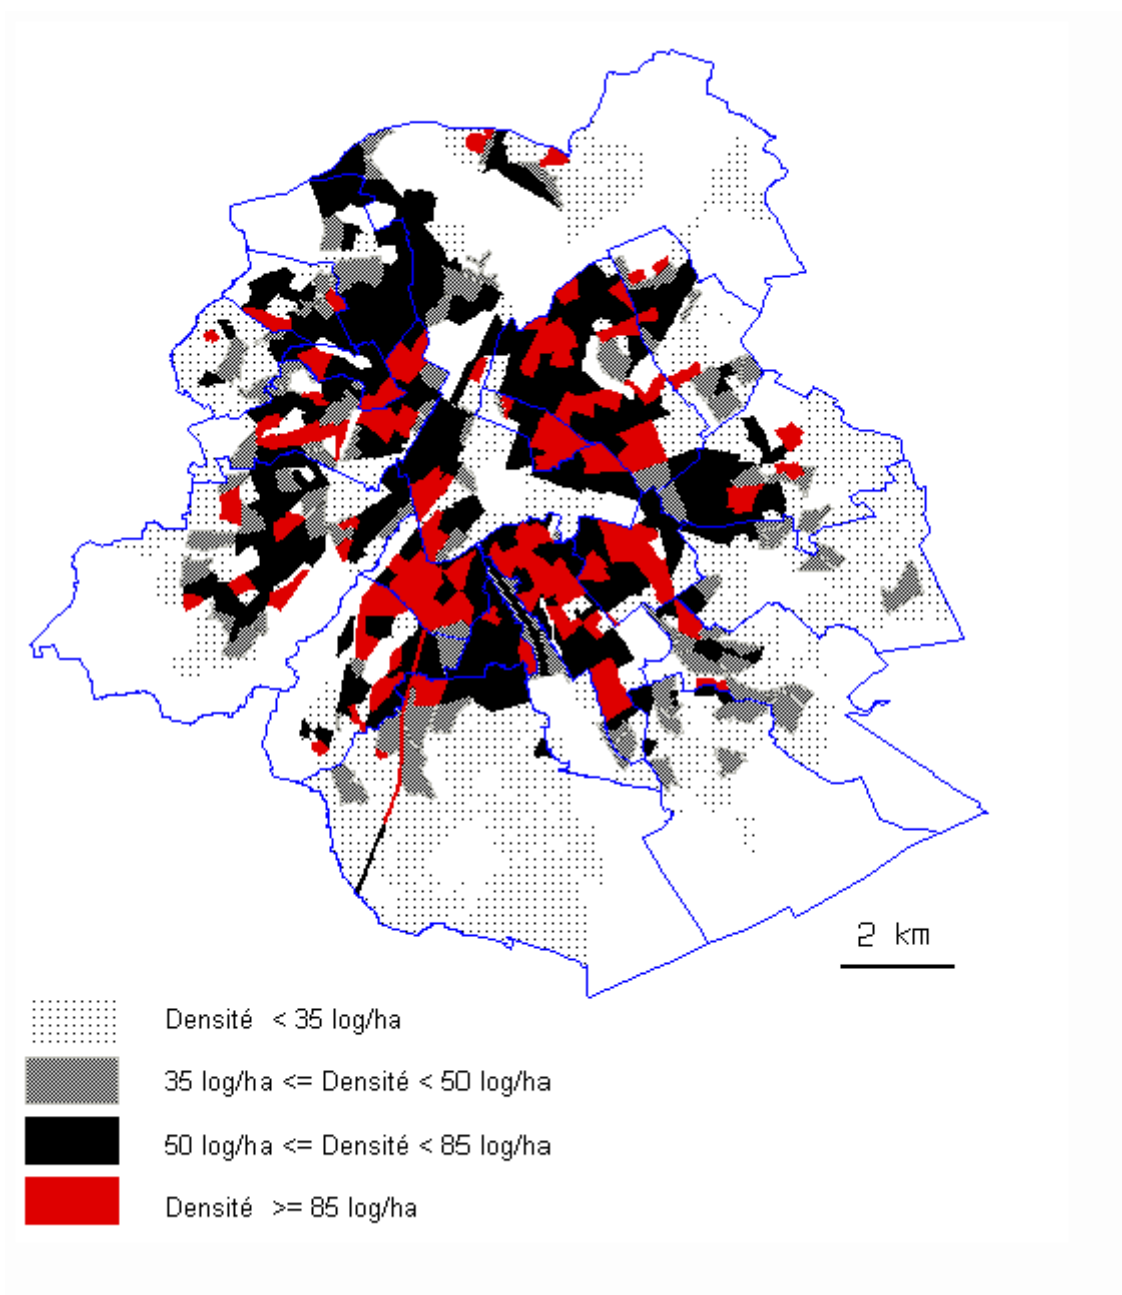 2 km
Densité < 35 log/ha
35 log/ha <= Densité < 50 log/ha
50 log/ha <= Densité < 85 log/ha
Densité >= 85 log/ha